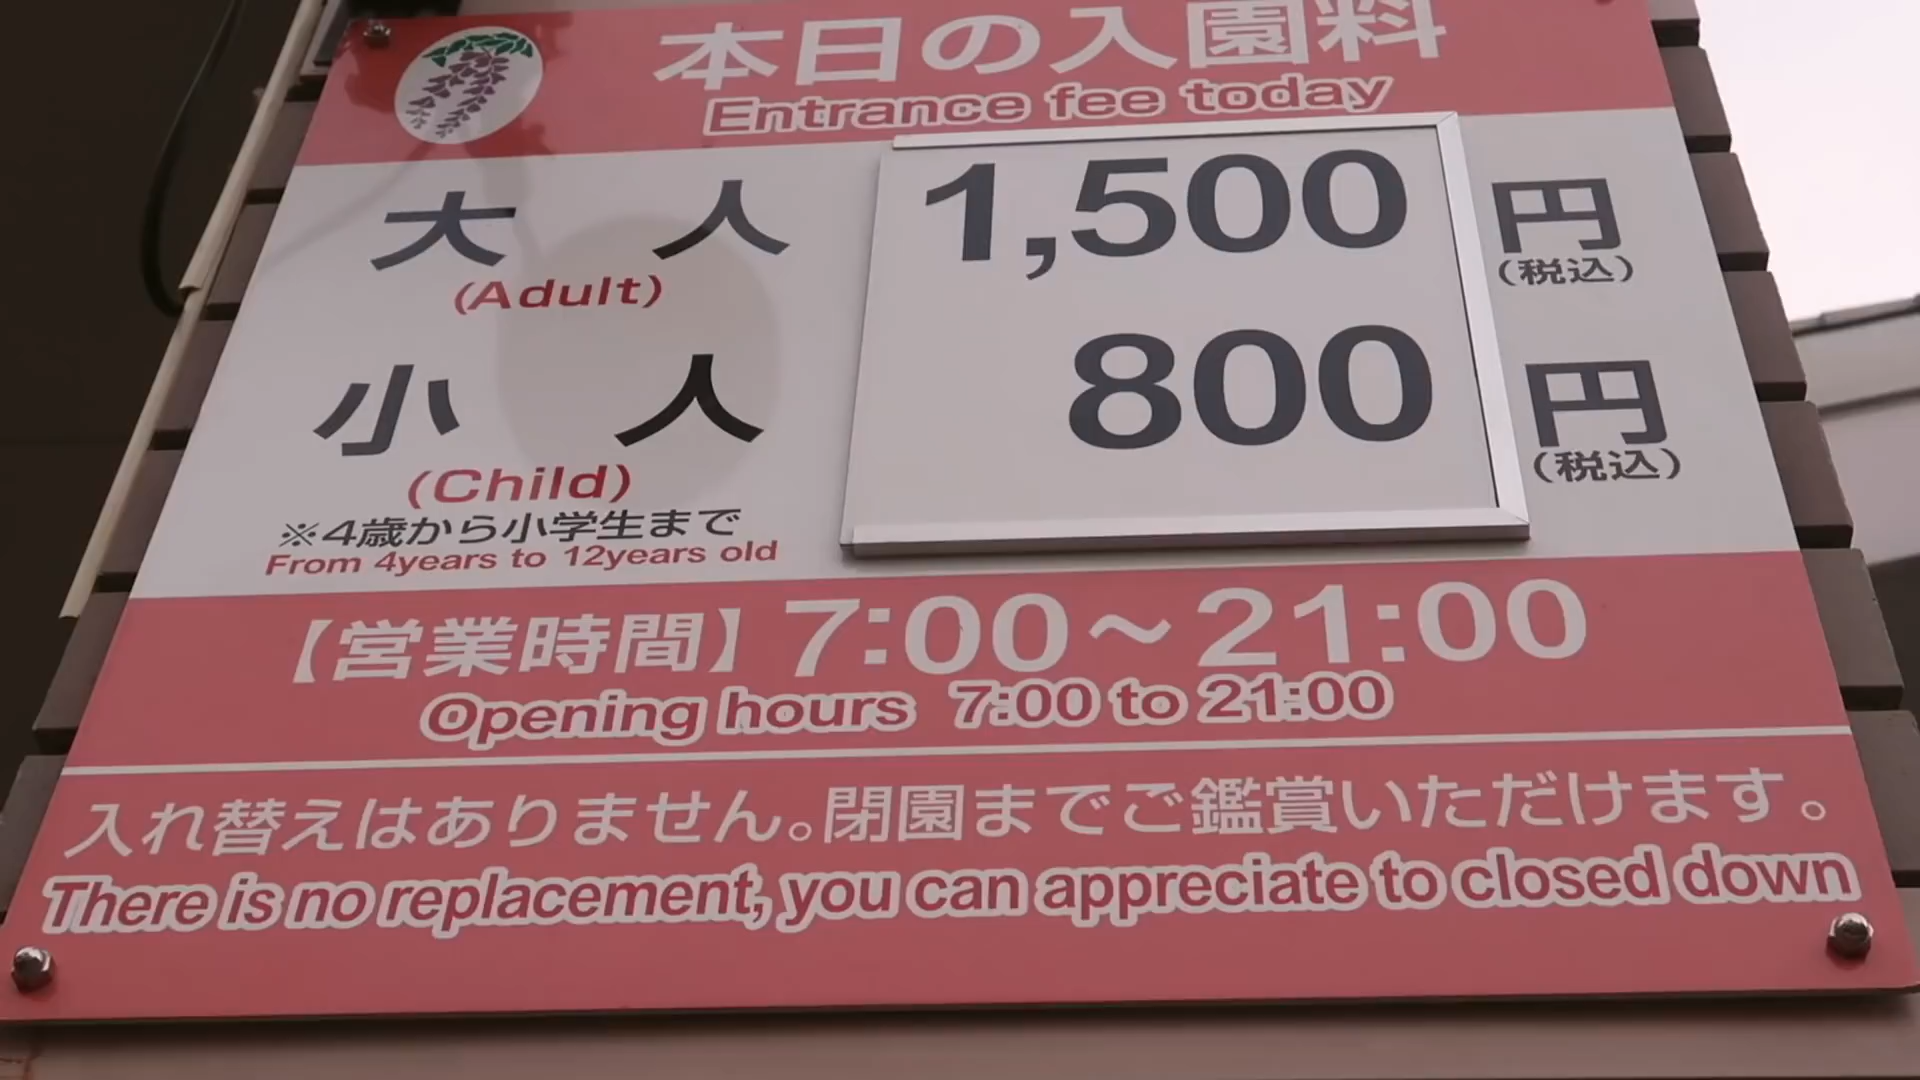 本日の入園料
Entrance fee today
大人 1,500 円
(Adult) (税込)
小人 800 円
(Child) (税込)
※4歳から小学生まで
From 4years to 12years old
【営業時間】7:00～21:00
Opening hours 7:00 to 21:00
入れ替えはありません。閉園までご鑑賞いただけます。
There is no replacement, you can appreciate to closed down